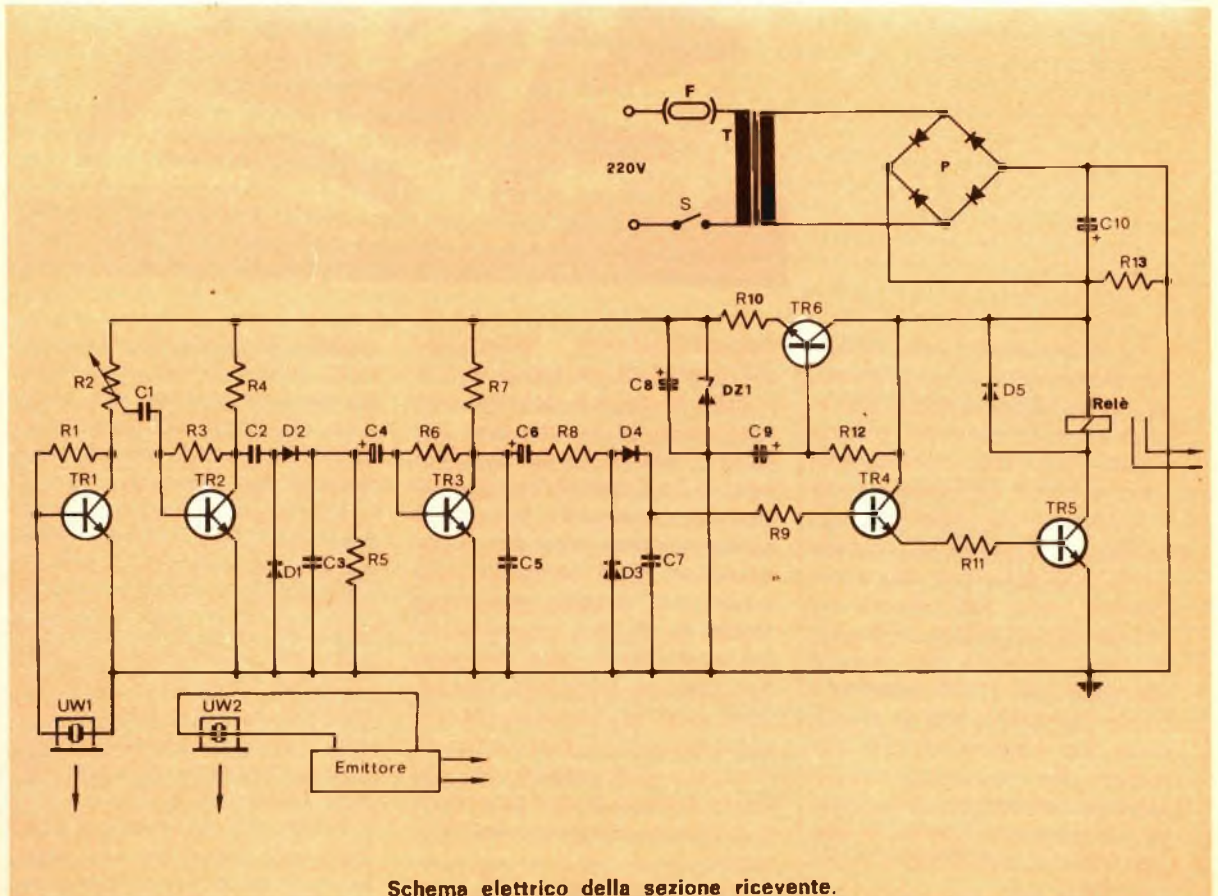 F
T
P
220V
S
C10
R13
R10
TR6
R2
C1
R4
R7
C8
+
DZ1
D5
Relè
R1
R3
C2
D2
+
C4
R6
+
C6
R8
D4
C9
R12
TR1
TR2
TR3
TR4
TR5
R9
R11
D1
C3
R5
C5
D3
C7
UW1
UW2
Emittore
Schema elettrico della sezione ricevente.